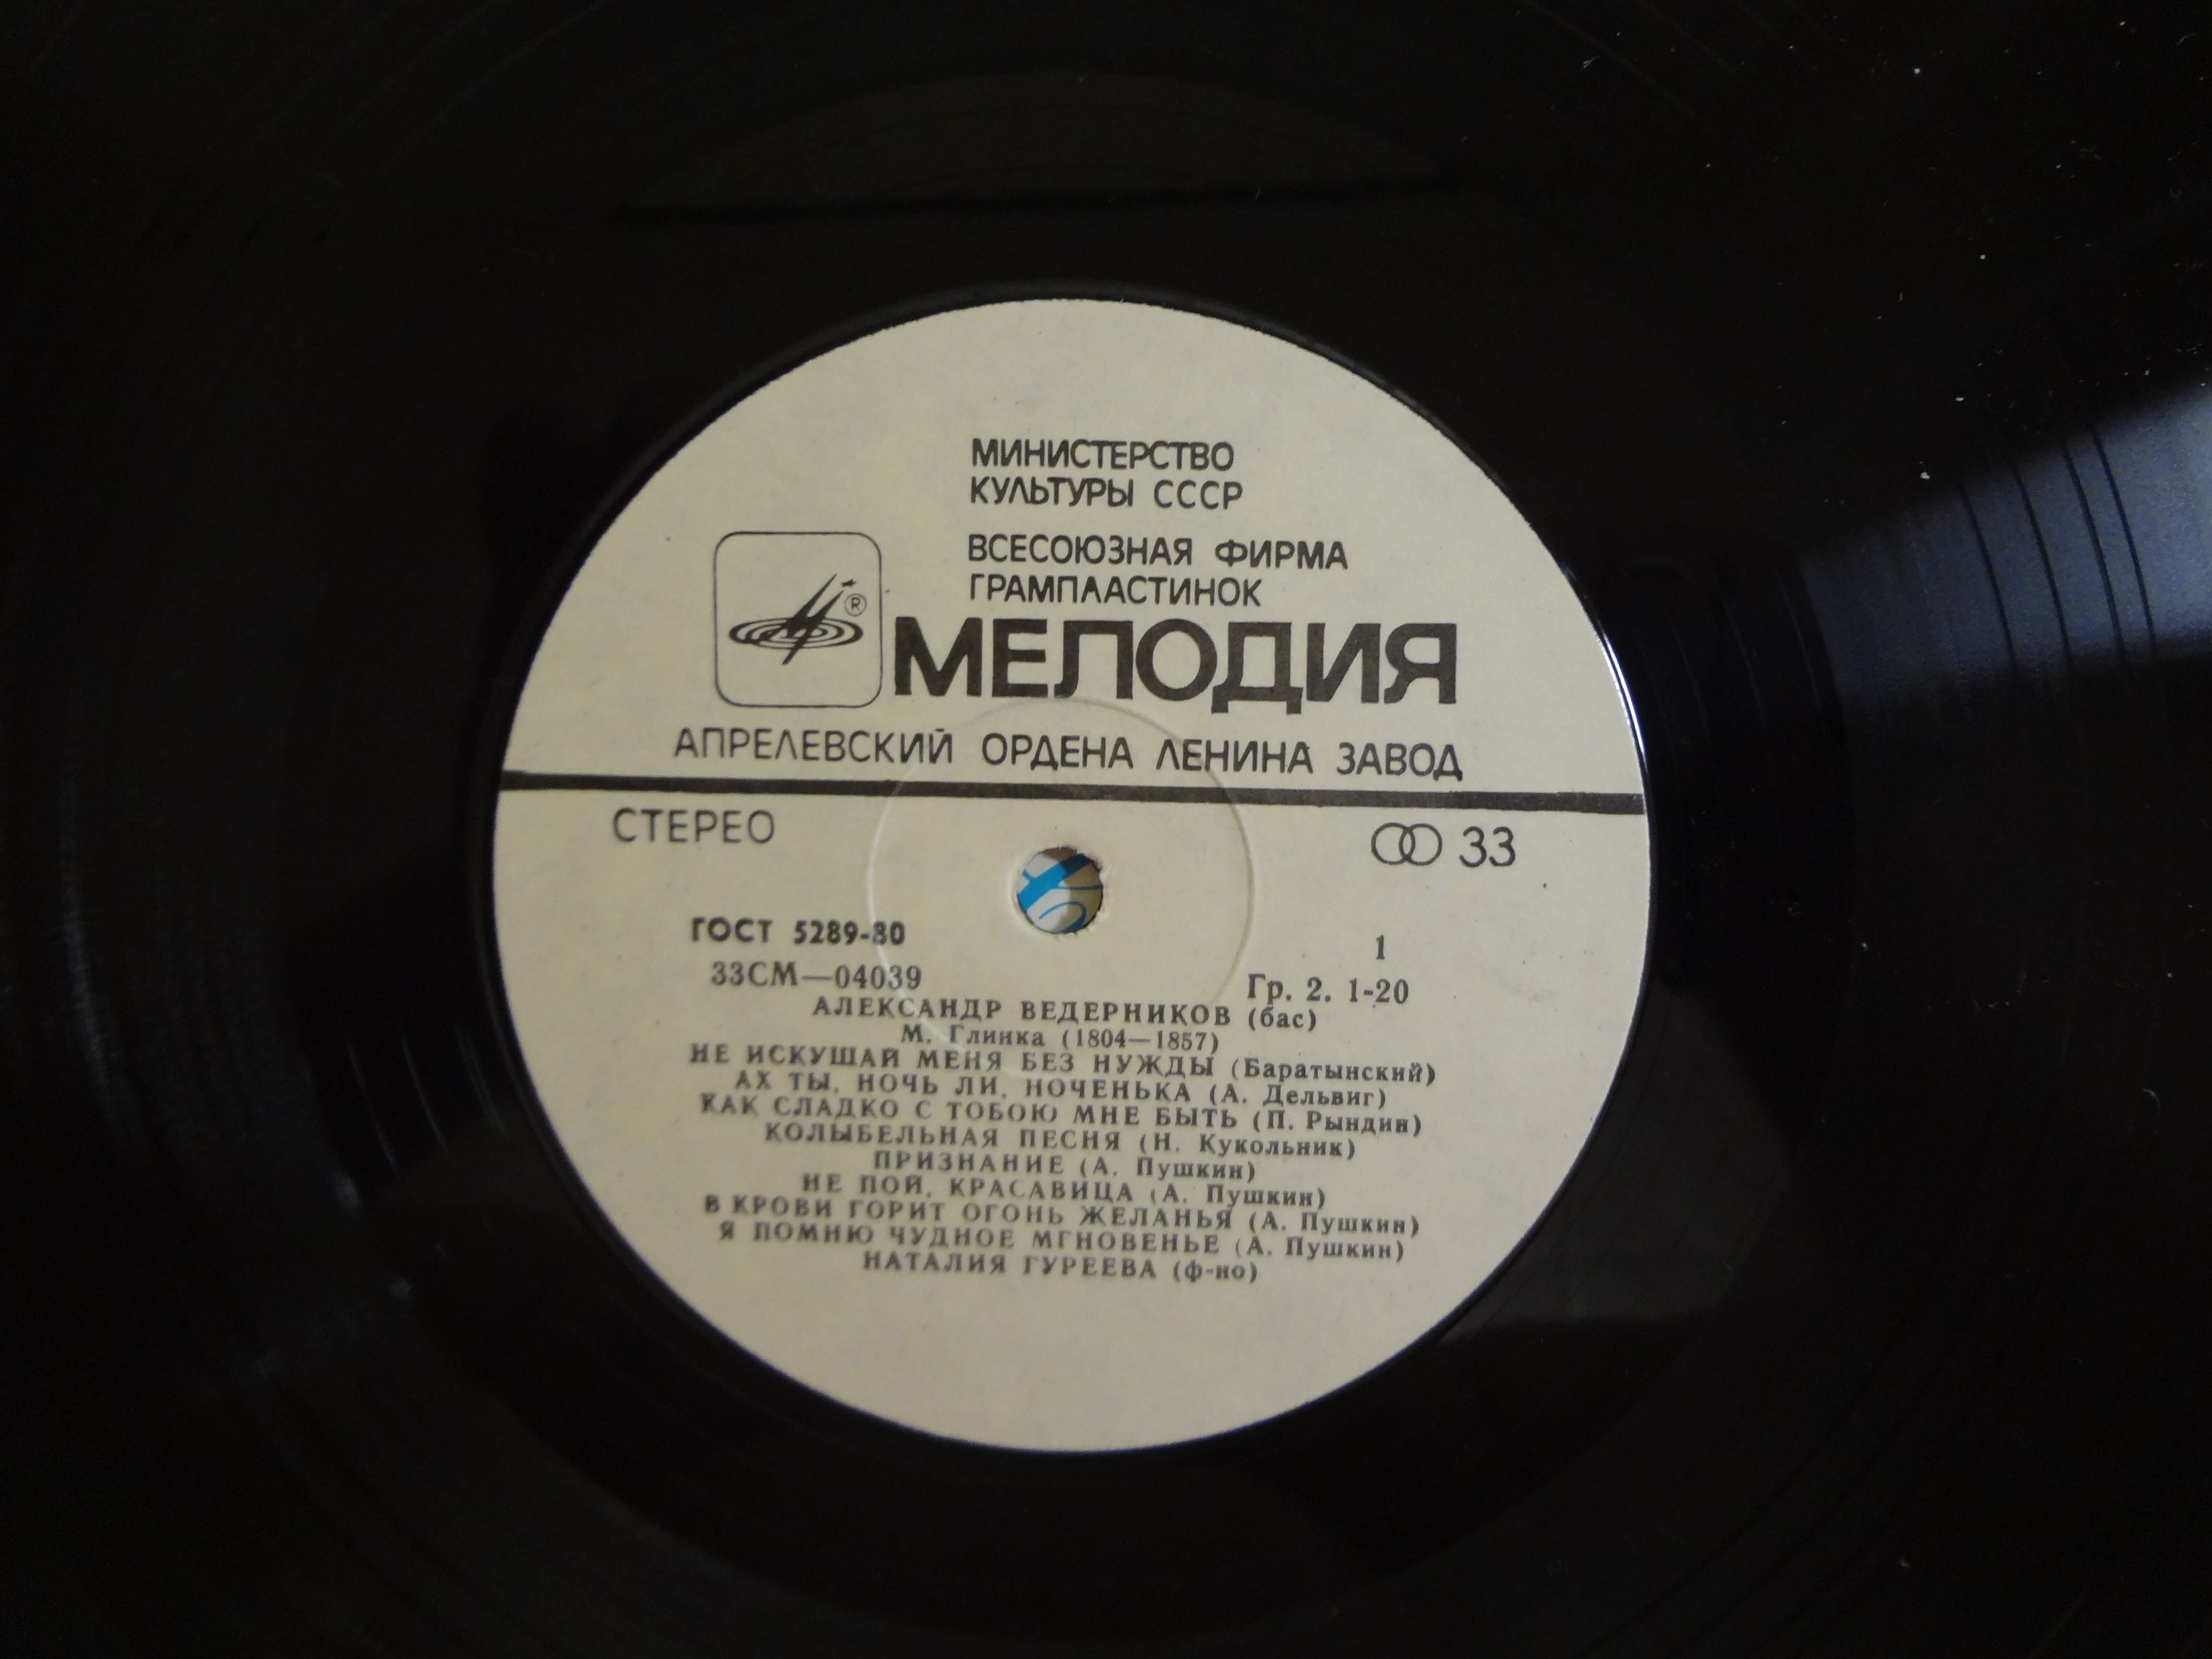 МИНИСТЕРСТВО
КУЛЬТУРЫ СССР
ВСЕСОЮЗНАЯ ФИРМА
ГРАМПЛАСТИНОК
®
МЕЛОДИЯ
АПРЕЛЕВСКИЙ ОРДЕНА ЛЕНИНА ЗАВОД
СТЕРЕО
33
ГОСТ 5289-80
1
33СМ—04039
Гр. 2. 1-20
АЛЕКСАНДР ВЕДЕРНИКОВ (бас)
М. Глинка (1804—1857)
НЕ ИСКУШАЙ МЕНЯ БЕЗ НУЖДЫ (Баратынский)
АХ ТЫ, НОЧЬ ЛИ, НОЧЕНЬКА (А. Дельвиг)
КАК СЛАДКО С ТОБОЮ МНЕ БЫТЬ (П. Рындин)
КОЛЫБЕЛЬНАЯ ПЕСНЯ (Н. Кукольник)
ПРИЗНАНИЕ (А. Пушкин)
НЕ ПОЙ, КРАСАВИЦА (А. Пушкин)
В КРОВИ ГОРИТ ОГОНЬ ЖЕЛАНЬЯ (А. Пушкин)
Я ПОМНЮ ЧУДНОЕ МГНОВЕНЬЕ (А. Пушкин)
НАТАЛИЯ ГУРЕЕВА (ф-но)